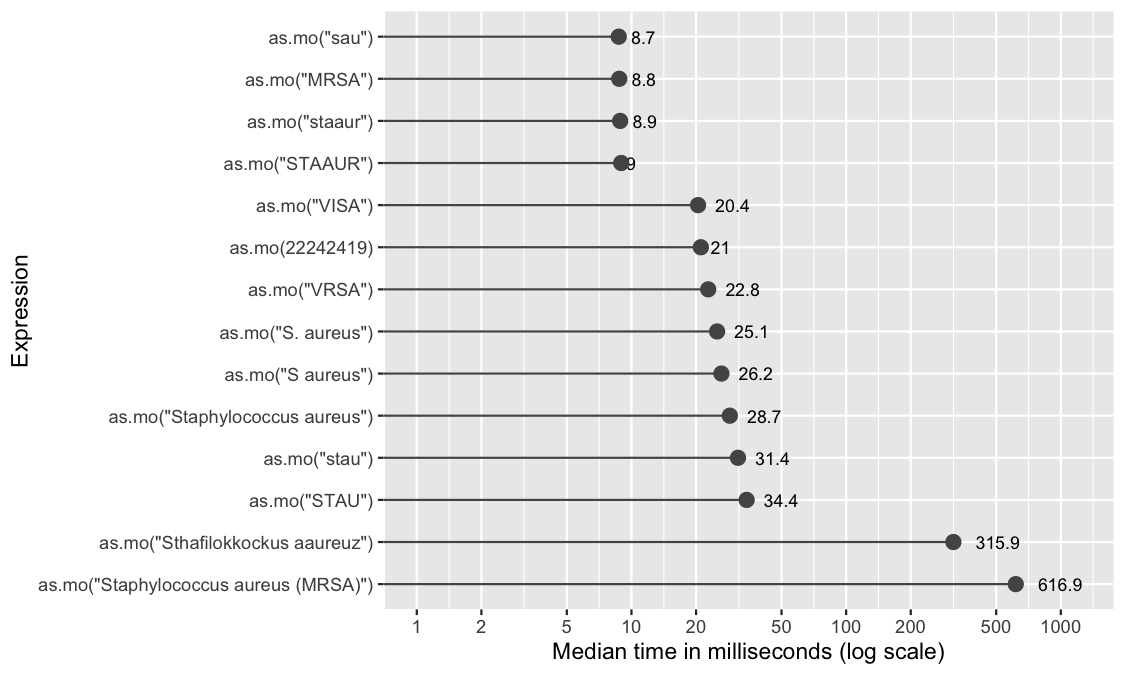 as.mo("sau") 8.7
as.mo("MRSA") 8.8
as.mo("staaur") 8.9
as.mo("STAAUR") 9
as.mo("VISA") 20.4
as.mo(22242419) 21
as.mo("VRSA") 22.8
as.mo("S. aureus") 25.1
as.mo("S aureus") 26.2
as.mo("Staphylococcus aureus") 28.7
as.mo("stau") 31.4
as.mo("STAU") 34.4
as.mo("Sthafilokkockus aaureuz") 315.9
as.mo("Staphylococcus aureus (MRSA)") 616.9
Expression
1 2 5 10 20 50 100 200 500 1000
Median time in milliseconds (log scale)